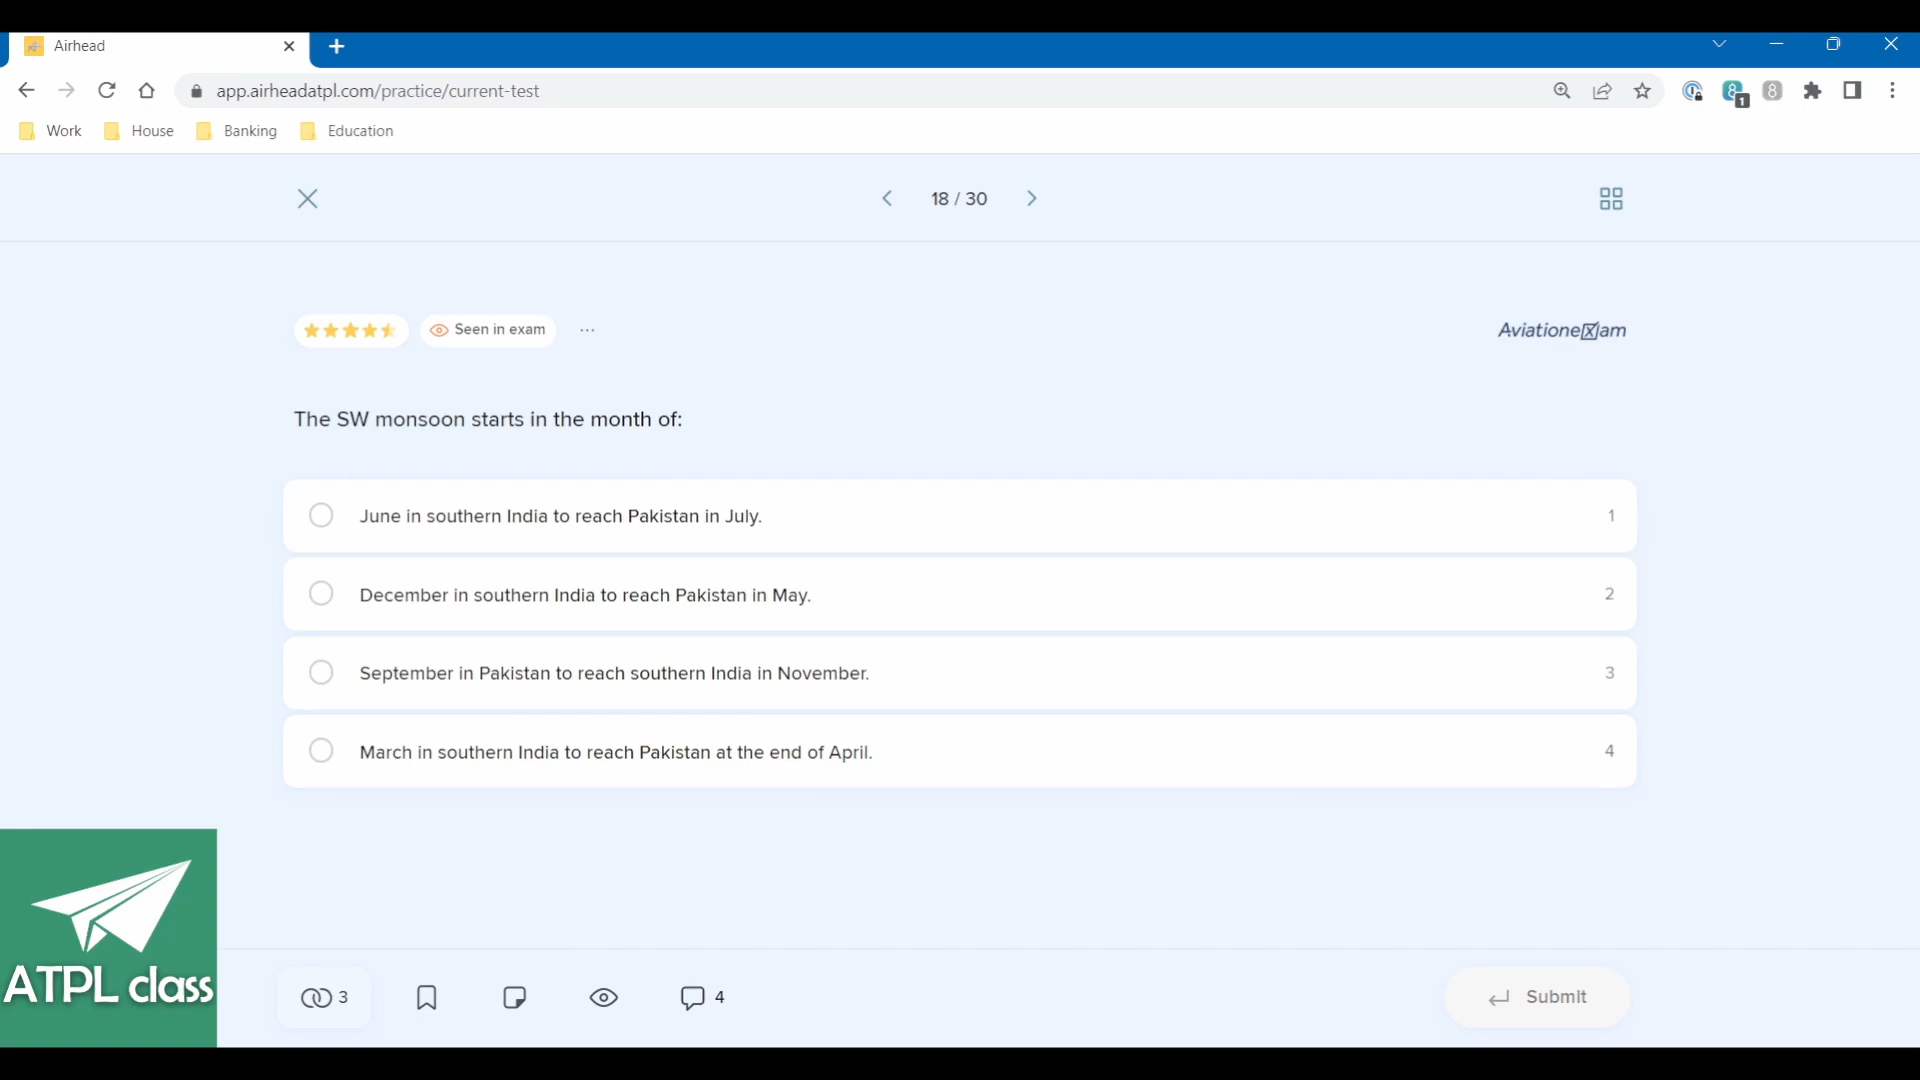 Airhead
app.airheadatpl.com/practice/current-test
1
8
Work
House
Banking
Education
18 / 30
Seen in exam
...
Aviationexam
The SW monsoon starts in the month of:
June in southern India to reach Pakistan in July.
1
December in southern India to reach Pakistan in May.
2
September in Pakistan to reach southern India in November.
3
March in southern India to reach Pakistan at the end of April.
4
ATPL class
3
4
Submit